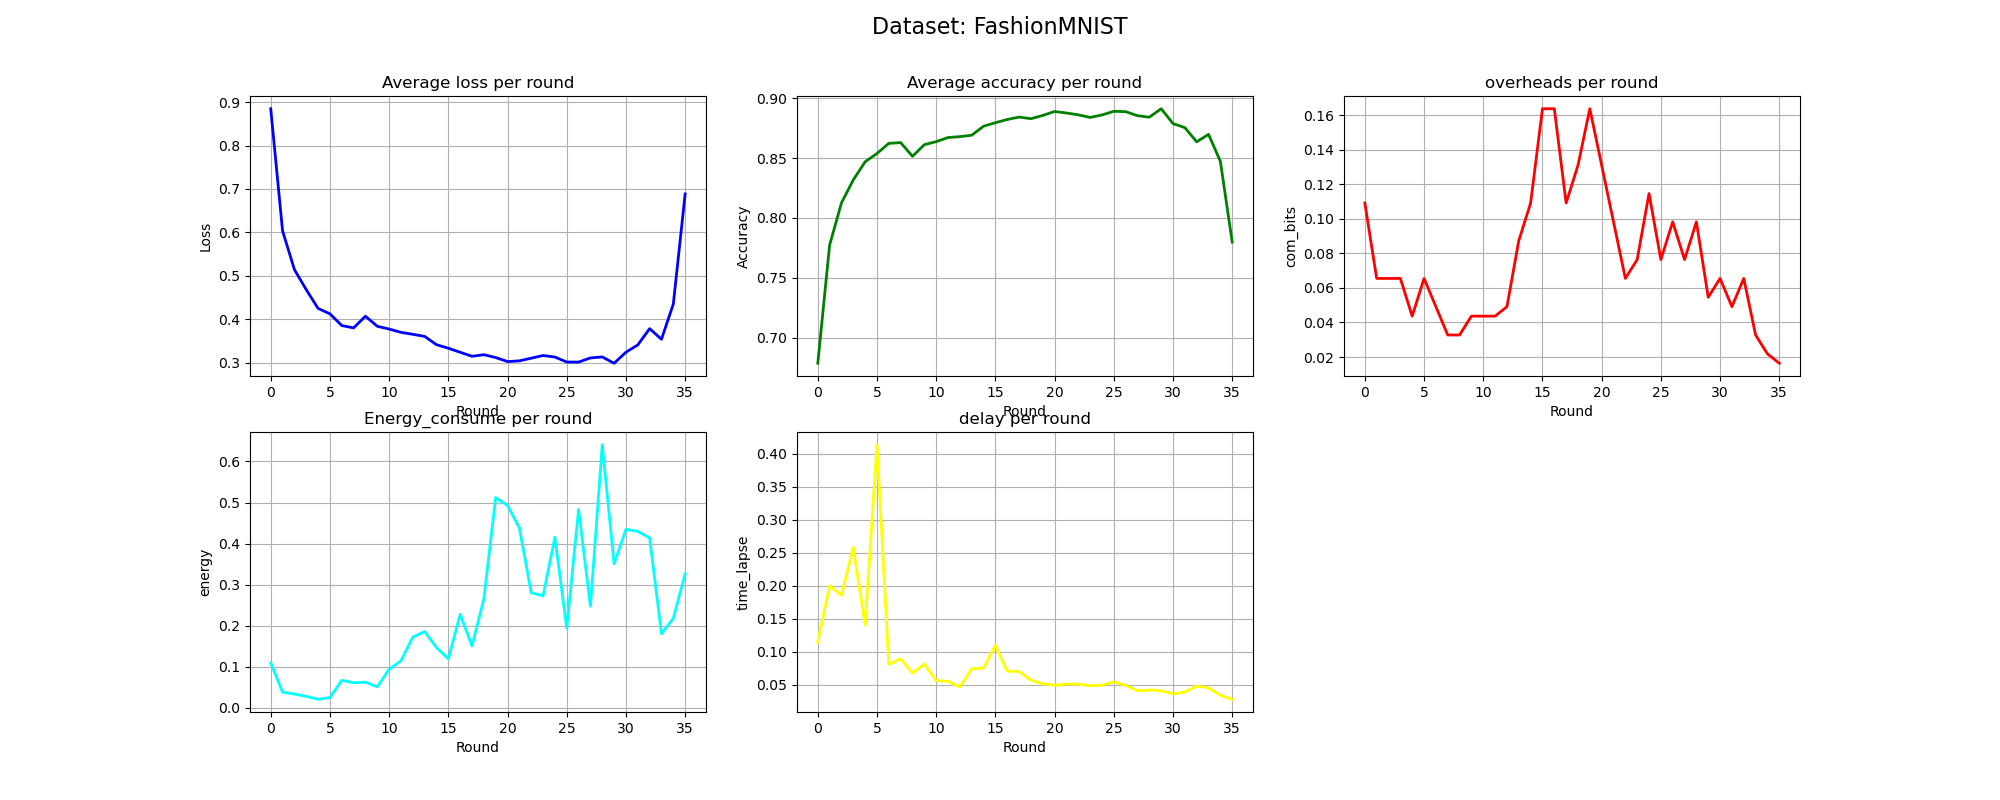 Dataset: FashionMNIST
Average loss per round
Loss
0.9
0.8
0.7
0.6
0.5
0.4
0.3
0 5 10 15 20 25 30 35
Round
Average accuracy per round
Accuracy
0.90
0.85
0.80
0.75
0.70
0 5 10 15 20 25 30 35
Round
overheads per round
com_bits
0.16
0.14
0.12
0.10
0.08
0.06
0.04
0.02
0 5 10 15 20 25 30 35
Round
Energy_consume per round
energy
0.6
0.5
0.4
0.3
0.2
0.1
0.0
0 5 10 15 20 25 30 35
Round
delay per round
time_lapse
0.40
0.35
0.30
0.25
0.20
0.15
0.10
0.05
0 5 10 15 20 25 30 35
Round